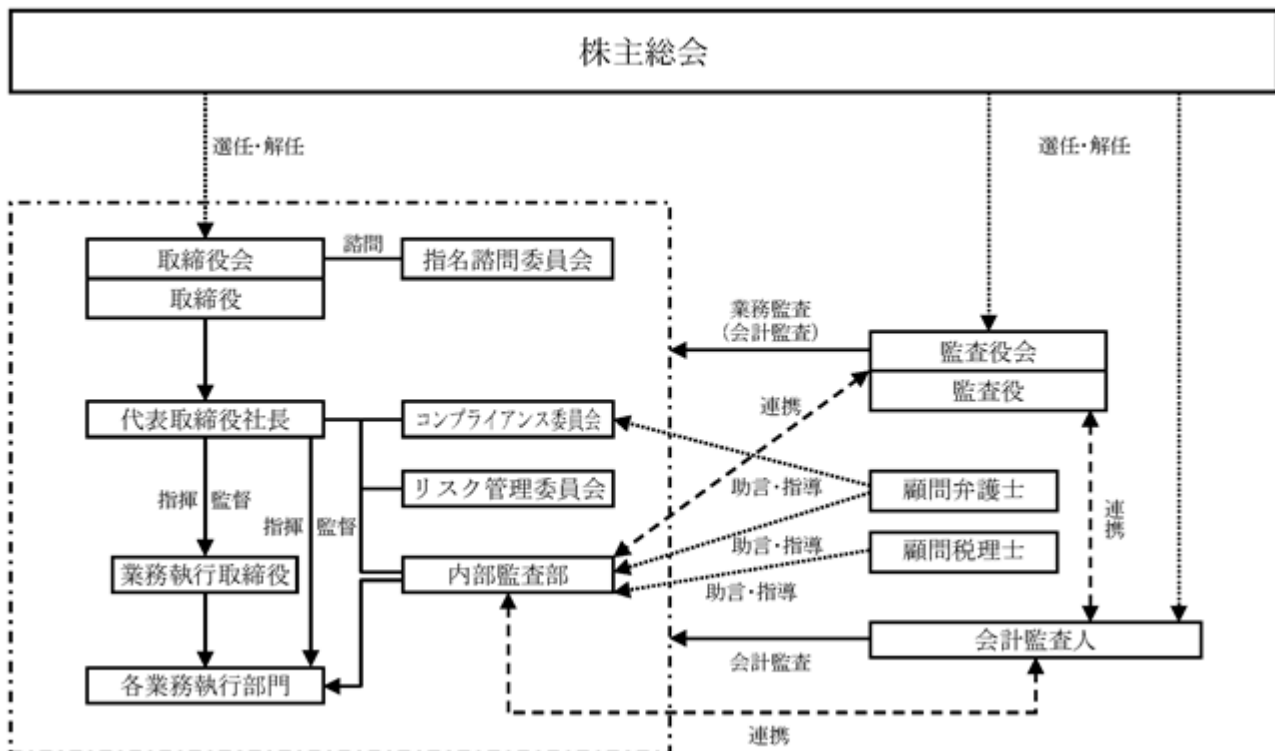 株主総会
選任・解任
選任・解任
取締役会
諮問
指名諮問委員会
取締役
業務監査
(会計監査)
監査役会
監査役
連携
代表取締役社長
コンプライアンス委員会
リスク管理委員会
助言・指導
顧問弁護士
指揮
監督
指揮
監督
連携
助言・指導
顧問税理士
業務執行取締役
内部監査部
助言・指導
会計監査人
会計監査
各業務執行部門
連携